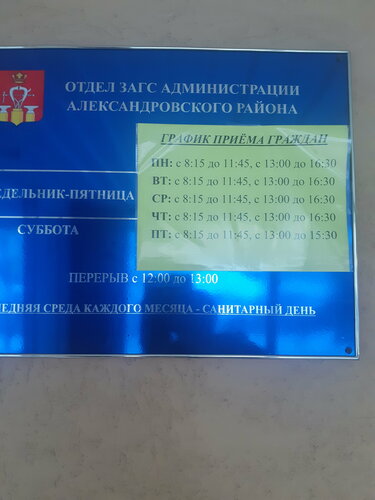 ОТДЕЛ ЗАГС АДМИНИСТРАЦИИ
АЛЕКСАНДРОВСКОГО РАЙОНА
ГРАФИК ПРИЁМА ГРАЖДАН
ПН: с 8:15 до 11:45, с 13:00 до 16:30
ВТ: с 8:15 до 11:45, с 13:00 до 16:30
СР: с 8:15 до 11:45, с 13:00 до 16:30
ЧТ: с 8:15 до 11:45, с 13:00 до 16:30
ПТ: с 8:15 до 11:45, с 13:00 до 15:30
ЕДЕЛЬНИК-ПЯТНИЦА
СУББОТА
ПЕРЕРЫВ с 12:00 до 13:00
ЛЕДНЯЯ СРЕДА КАЖДОГО МЕСЯЦА - САНИТАРНЫЙ ДЕНЬ